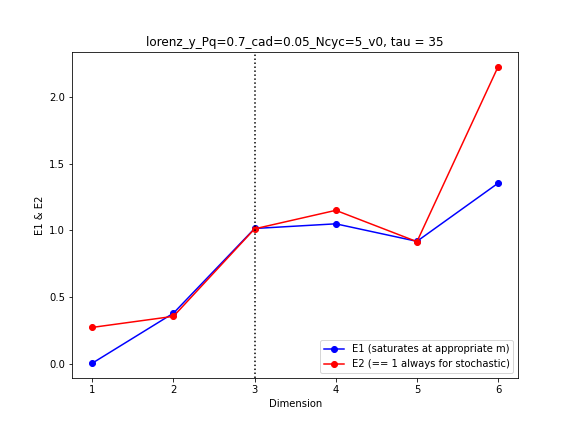 lorenz_y_Pq=0.7_cad=0.05_Ncyc=5_v0, tau = 35
E1 & E2
2.0
1.5
1.0
0.5
0.0
E1 (saturates at appropriate m)
E2 (== 1 always for stochastic)
1 2 3 4 5 6
Dimension